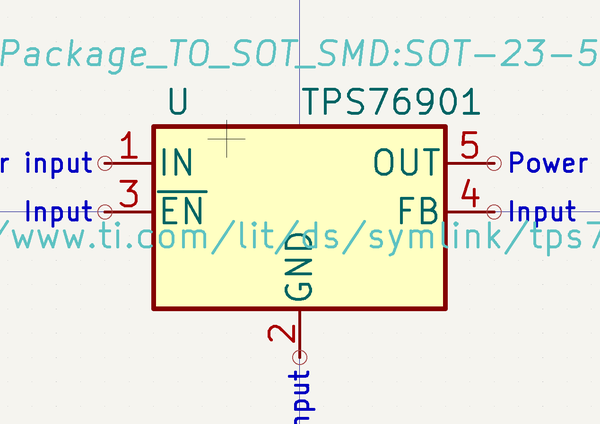 Package_TO_SOT_SMD:SOT-23-5
U TPS76901
r input 1 IN OUT 5 Power
Input 3 EN FB 4 Input
/www.ti.com/lit/ds/symlink/tps7
GND
2
nput